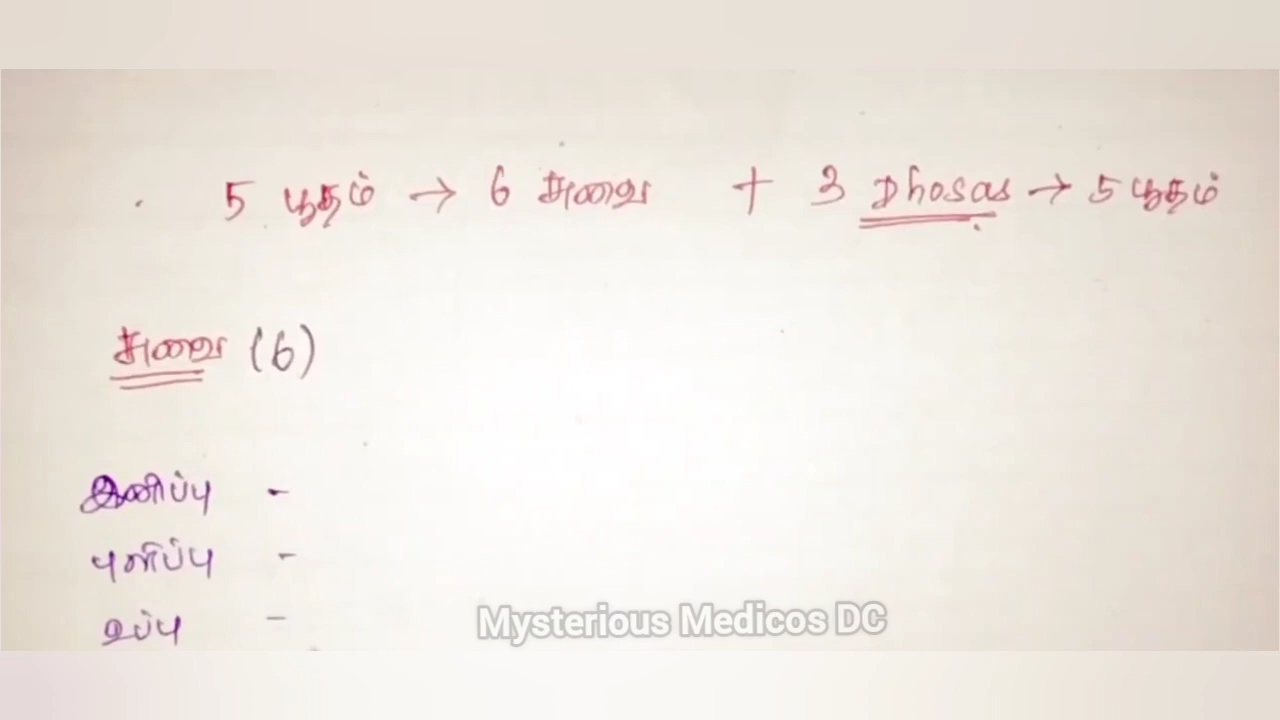 5 பூதம் → 6 சுவை + 3 Dhosas → 5 பூதம்
சுவை (6)
இனிப்பு -
புளிப்பு -
உப்பு -
Mysterious Medicos DC